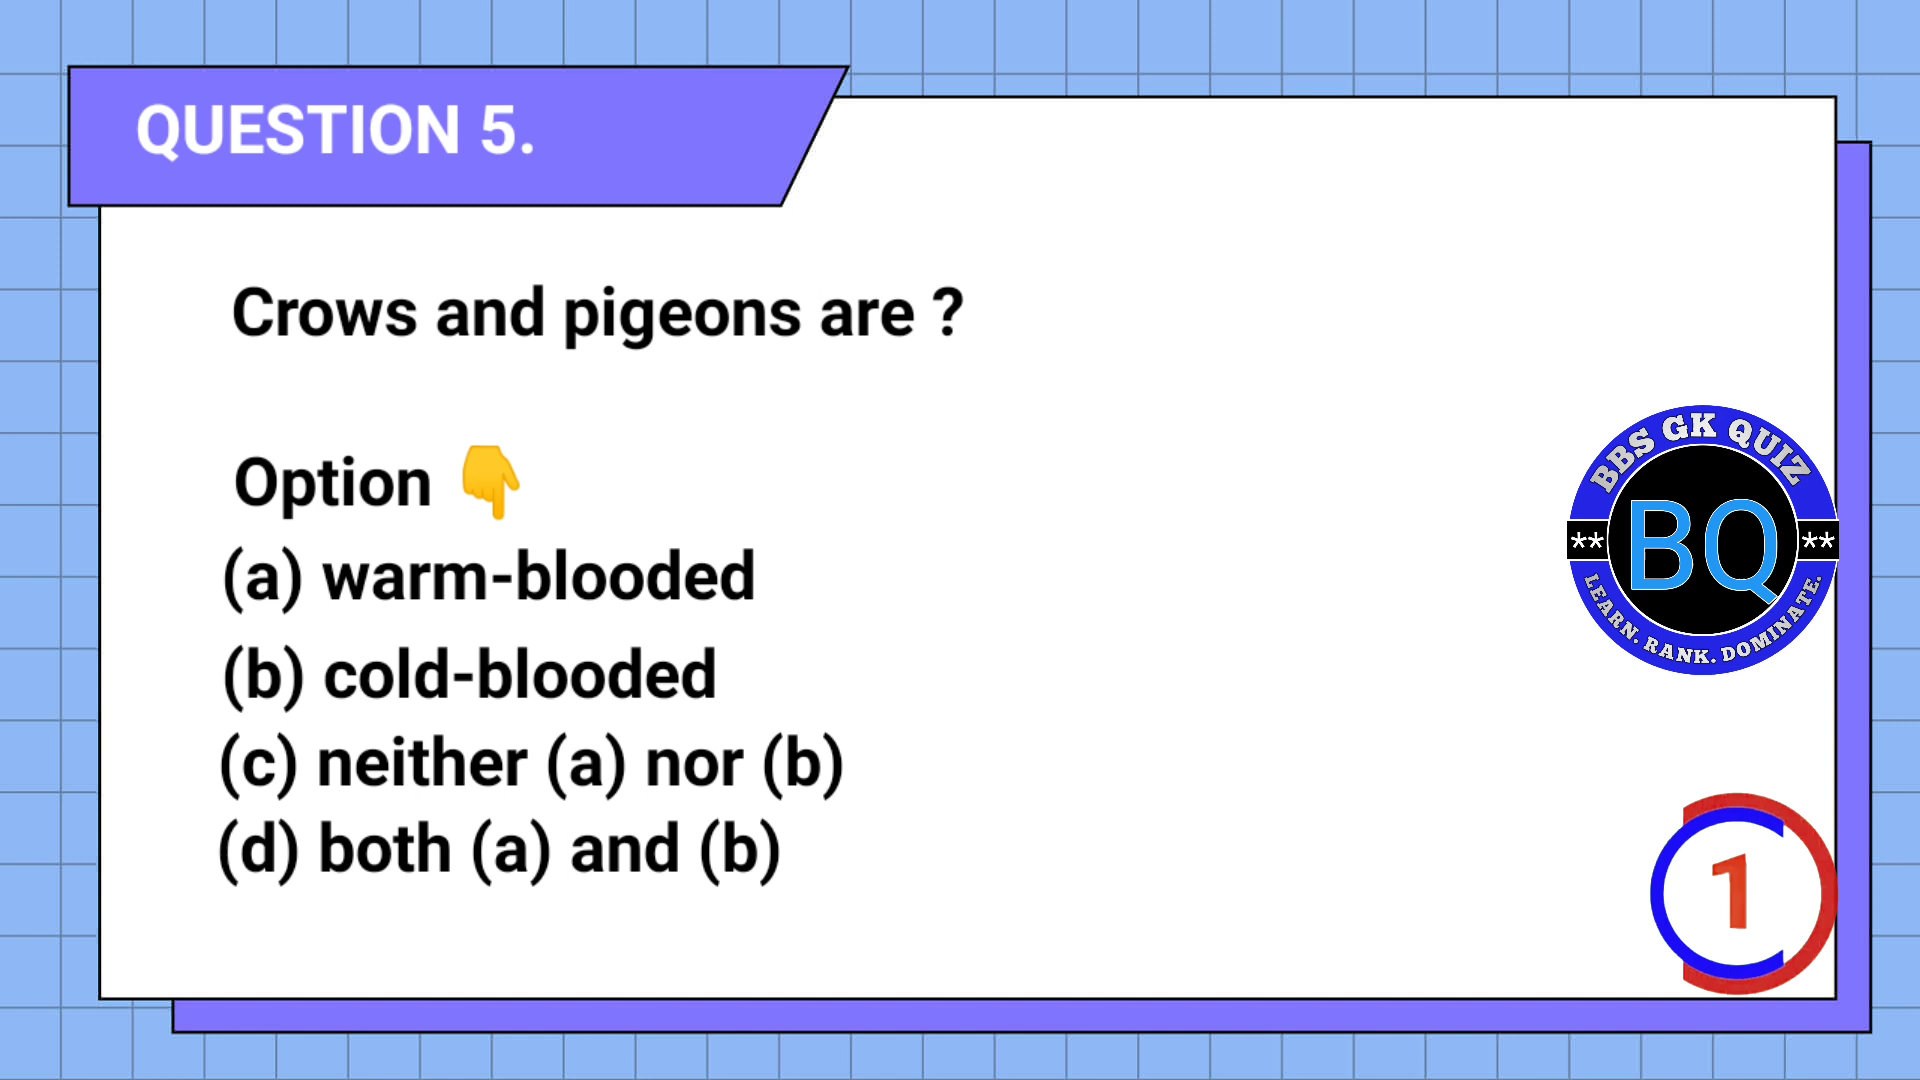 QUESTION 5.
Crows and pigeons are ?
Option 👇
(a) warm-blooded
(b) cold-blooded
(c) neither (a) nor (b)
(d) both (a) and (b)
BBS GK QUIZ
** BQ **
LEARN. RANK. DOMINATE.
1